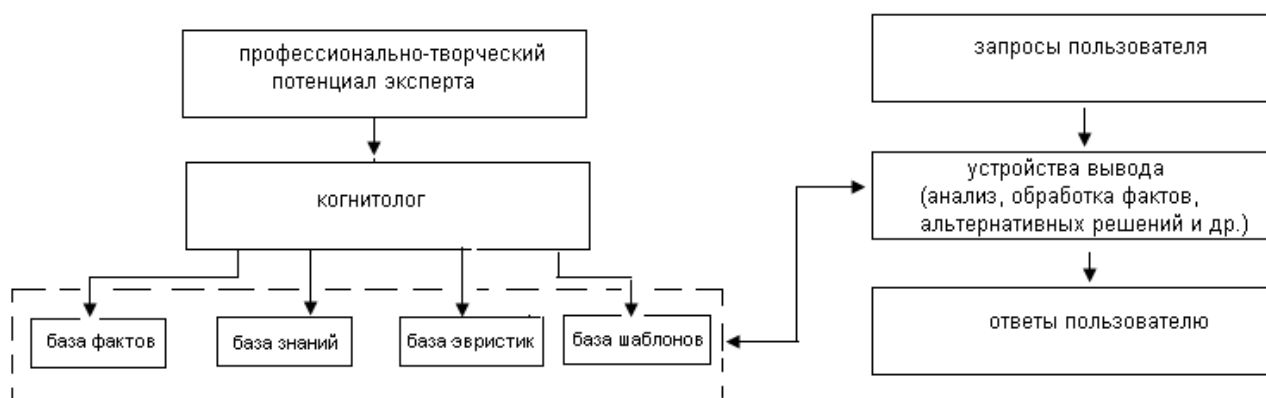 профессионально-творческий
потенциал эксперта
когнитолог
база фактов
база знаний
база эвристик
база шаблонов
запросы пользователя
устройства вывода
(анализ, обработка фактов,
альтернативных решений и др.)
ответы пользователю